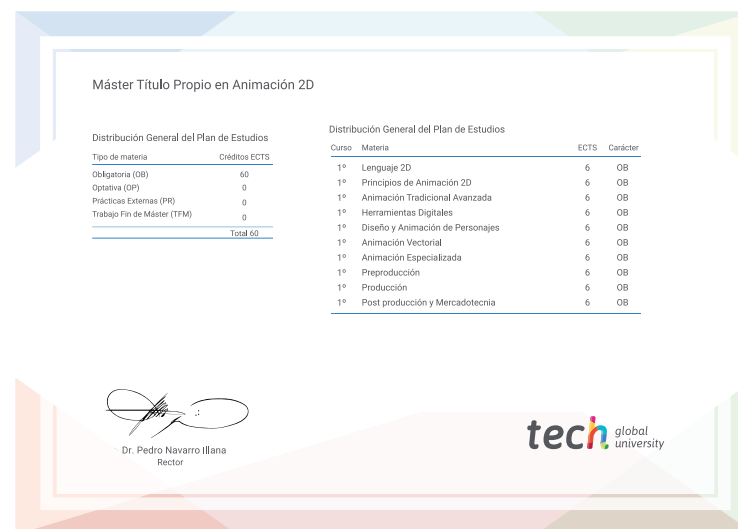 Máster Título Propio en Animación 2D
Distribución General del Plan de Estudios
Tipo de materia Créditos ECTS
Obligatoria (OB) 60
Optativa (OP) 0
Prácticas Externas (PR) 0
Trabajo Fin de Máster (TFM) 0
Total 60
Distribución General del Plan de Estudios
Curso Materia ECTS Carácter
1º Lenguaje 2D 6 OB
1º Principios de Animación 2D 6 OB
1º Animación Tradicional Avanzada 6 OB
1º Herramientas Digitales 6 OB
1º Diseño y Animación de Personajes 6 OB
1º Animación Vectorial 6 OB
1º Animación Especializada 6 OB
1º Preproducción 6 OB
1º Producción 6 OB
1º Post producción y Mercadotecnia 6 OB
Dr. Pedro Navarro Illana
Rector
tech global
university